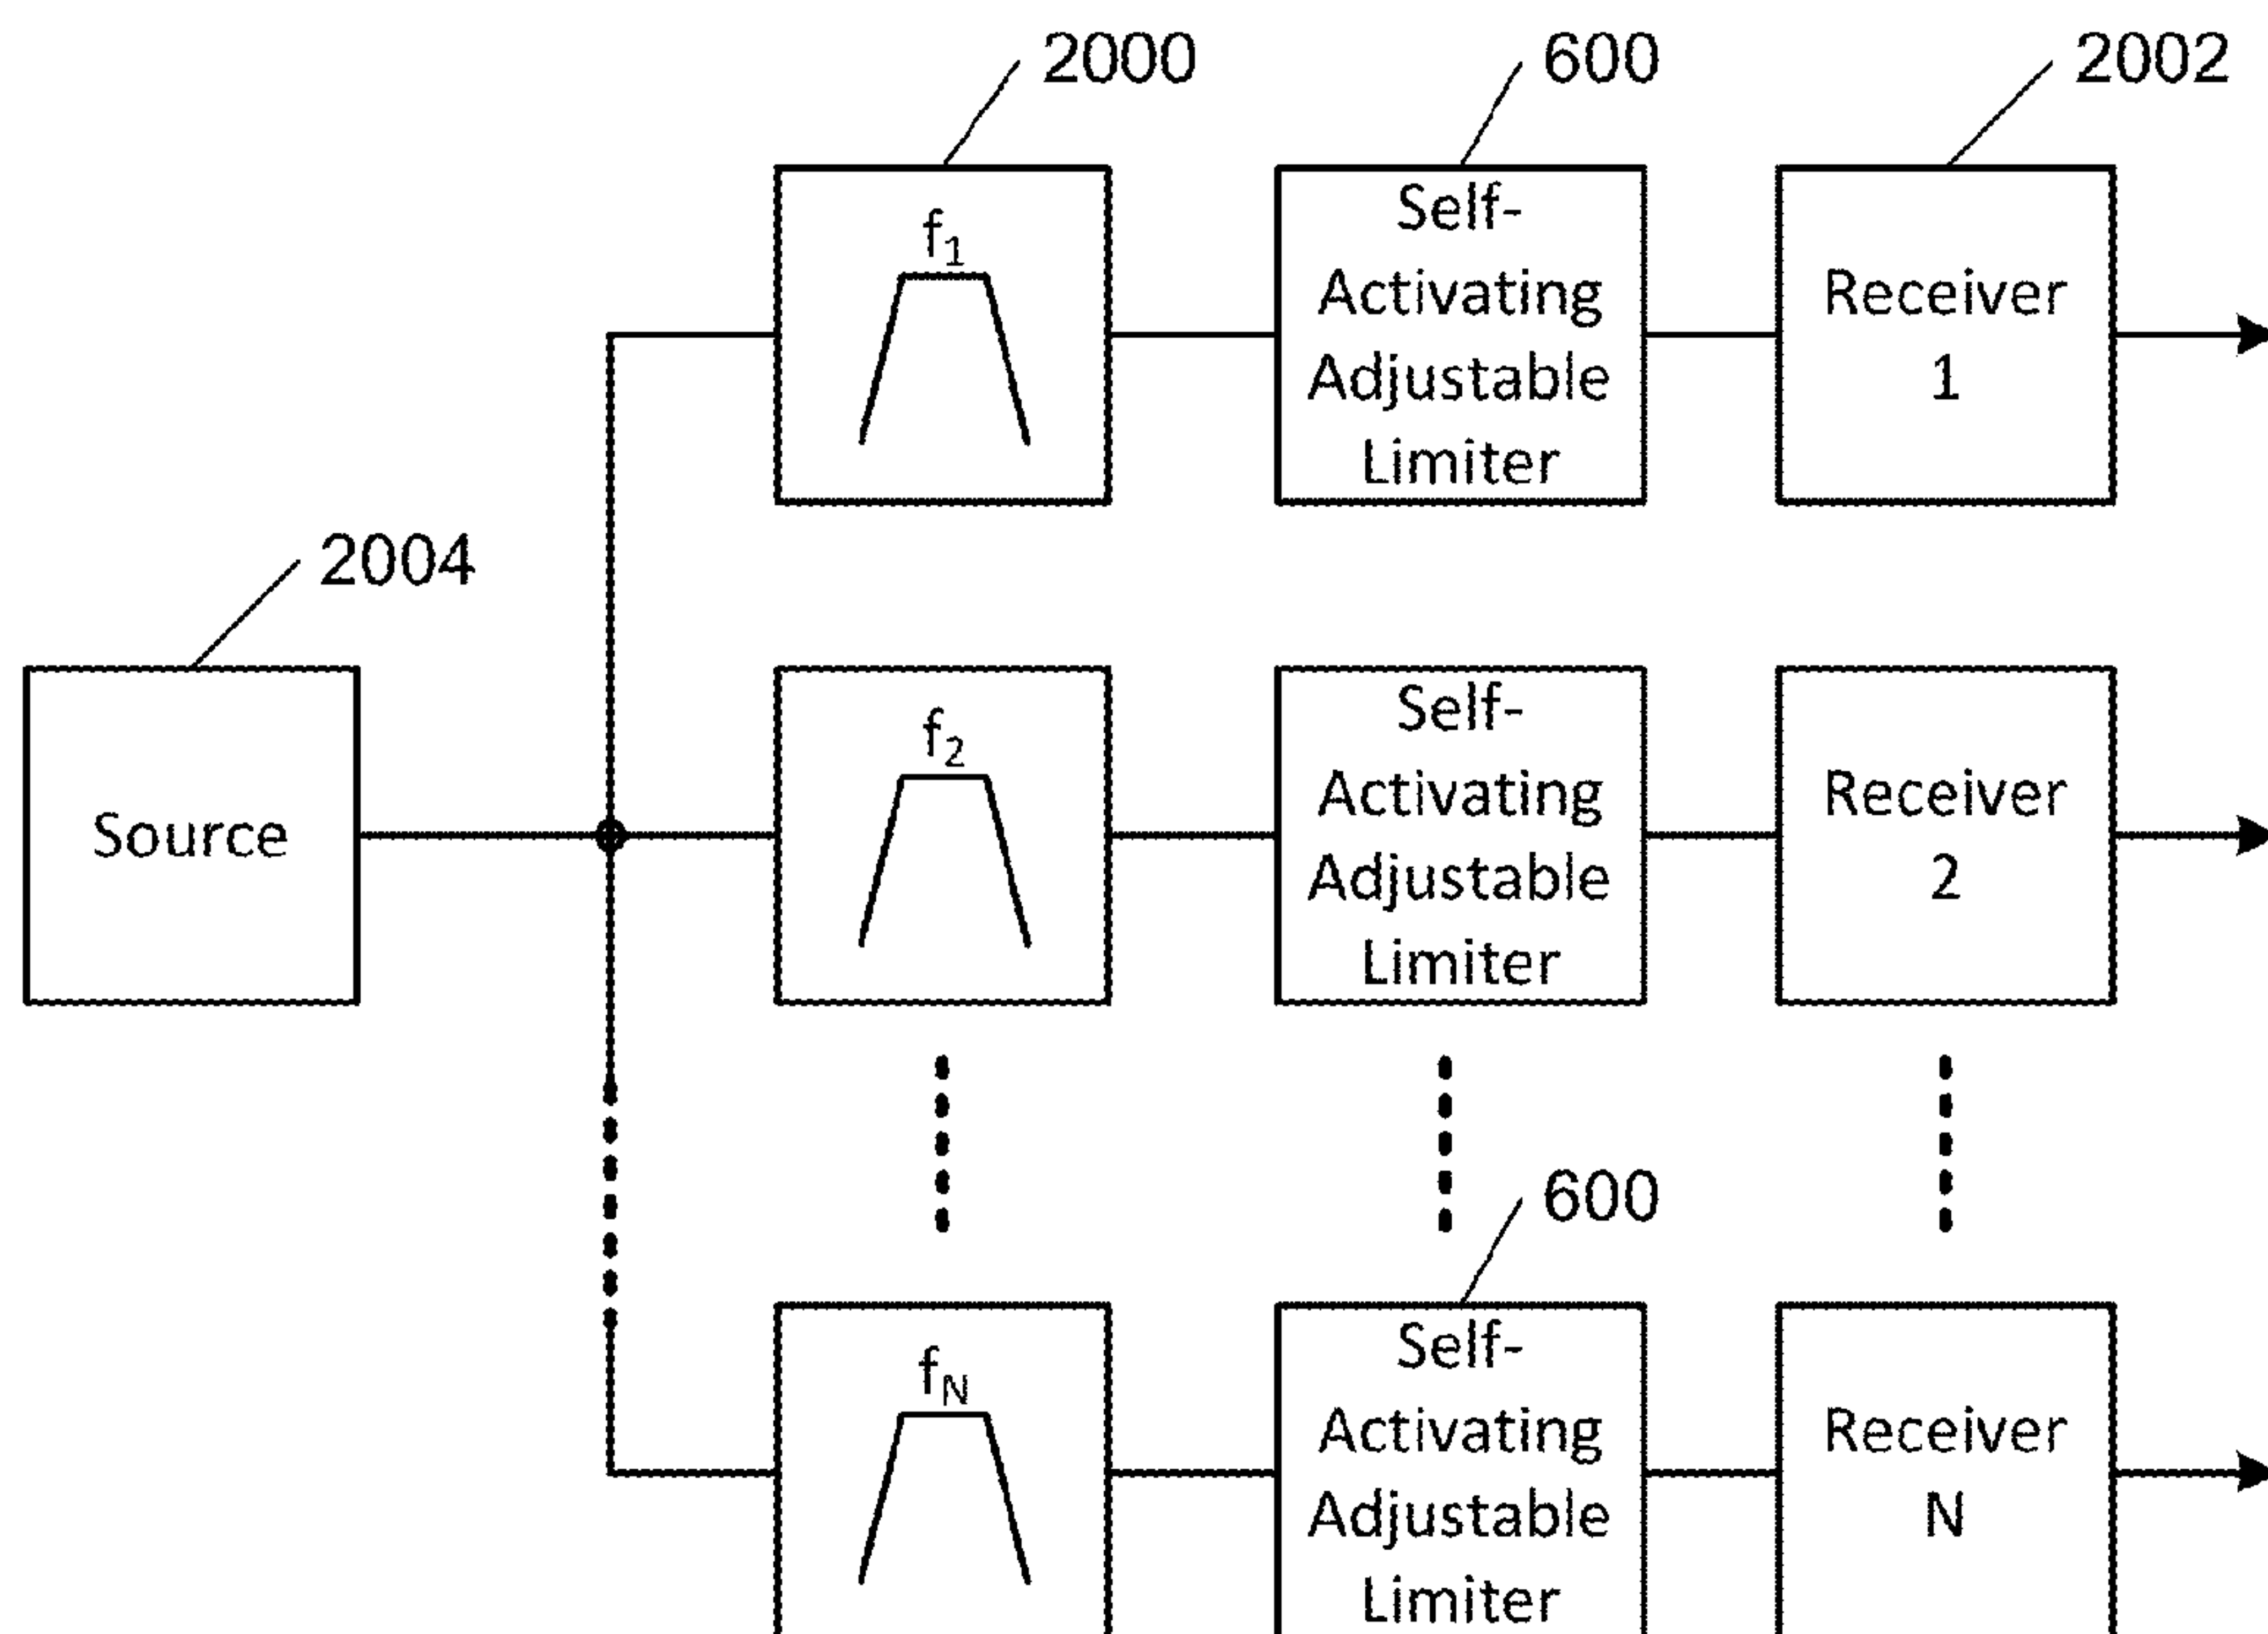 2000
600
2002
f1
Self-
Activating
Adjustable
Limiter
Receiver
1
2004
Source
f2
Self-
Activating
Adjustable
Limiter
Receiver
2
600
fN
Self-
Activating
Adjustable
Limiter
Receiver
N